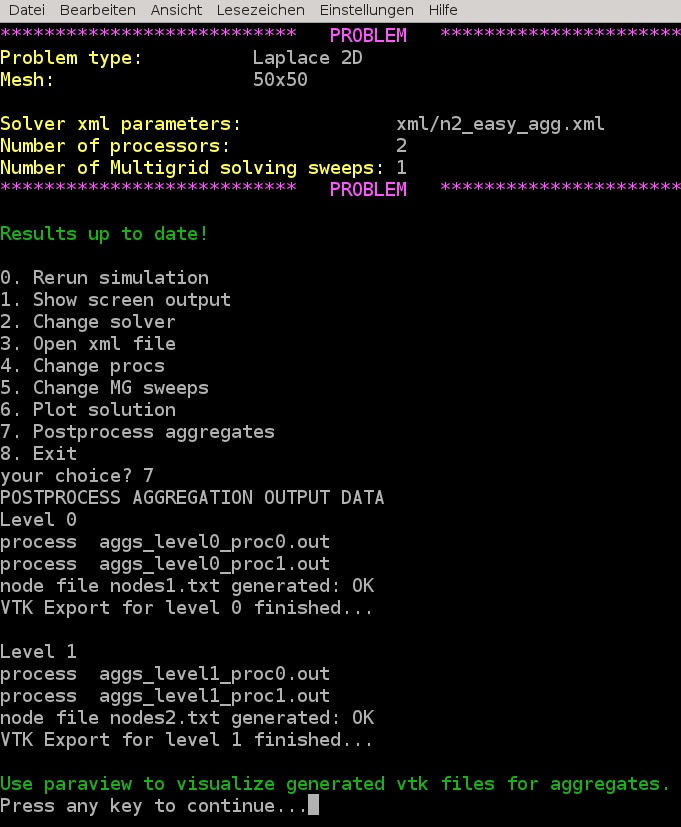 Datei Bearbeiten Ansicht Lesezeichen Einstellungen Hilfe
*************************** PROBLEM **********************
Problem type: Laplace 2D
Mesh: 50x50
Solver xml parameters: xml/n2_easy_agg.xml
Number of processors: 2
Number of Multigrid solving sweeps: 1
*************************** PROBLEM **********************
Results up to date!
0. Rerun simulation
1. Show screen output
2. Change solver
3. Open xml file
4. Change procs
5. Change MG sweeps
6. Plot solution
7. Postprocess aggregates
8. Exit
your choice? 7
POSTPROCESS AGGREGATION OUTPUT DATA
Level 0
process aggs_level0_proc0.out
process aggs_level0_proc1.out
node file nodes1.txt generated: OK
VTK Export for level 0 finished...
Level 1
process aggs_level1_proc0.out
process aggs_level1_proc1.out
node file nodes2.txt generated: OK
VTK Export for level 1 finished...
Use paraview to visualize generated vtk files for aggregates.
Press any key to continue...